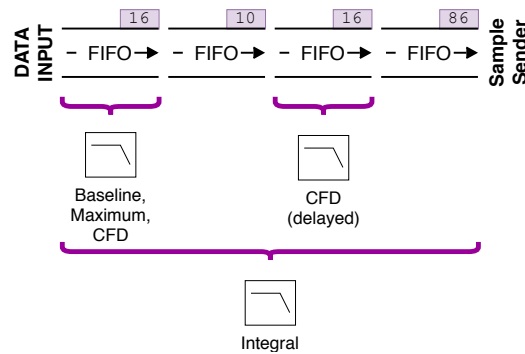 16 10 16 86
DATA
INPUT
FIFO FIFO FIFO FIFO
Sample
Sender
Baseline,
Maximum,
CFD
CFD
(delayed)
Integral